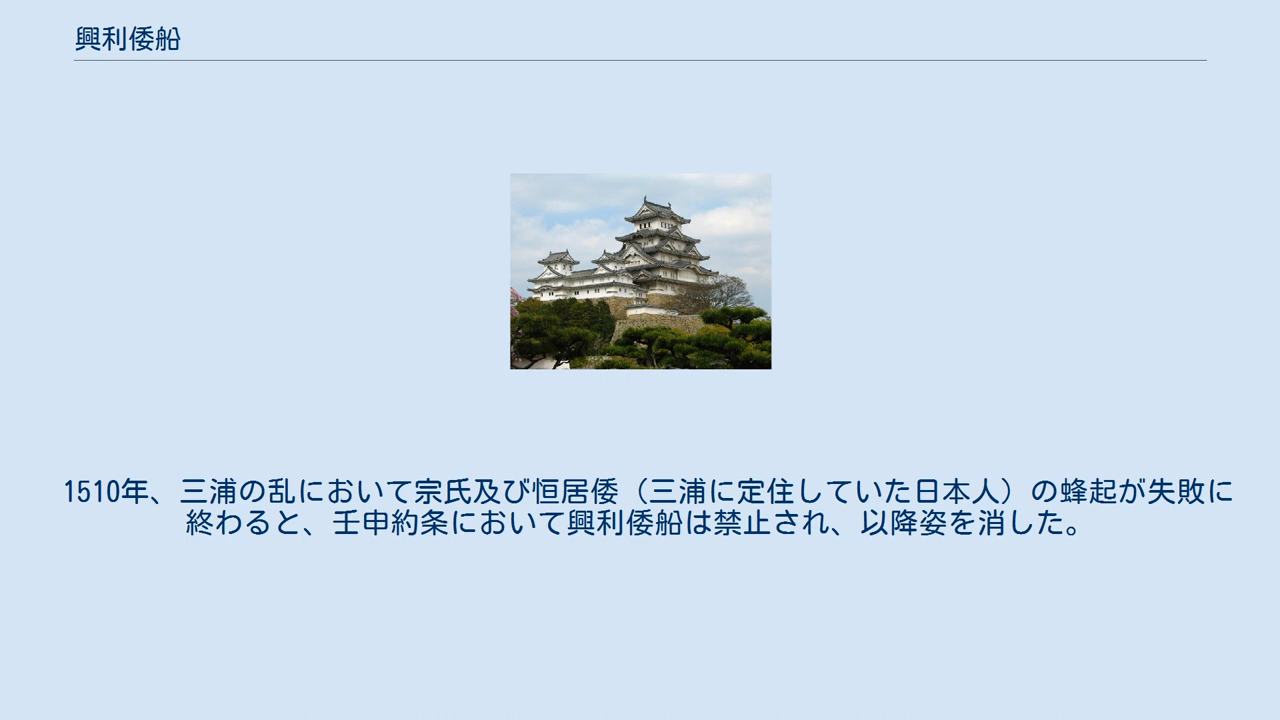 興利倭船
1510年、三浦の乱において宗氏及び恒居倭（三浦に定住していた日本人）の蜂起が失敗に
終わると、壬申約条において興利倭船は禁止され、以降姿を消した。